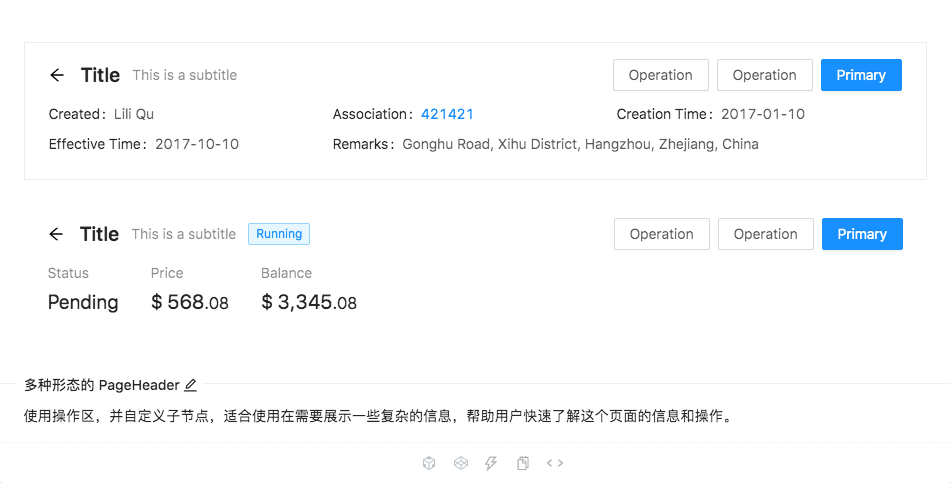 Title This is a subtitle Operation Operation Primary
Created： Lili Qu Association： 421421 Creation Time： 2017-01-10
Effective Time： 2017-10-10 Remarks： Gonghu Road, Xihu District, Hangzhou, Zhejiang, China
Title This is a subtitle Running Operation Operation Primary
Status Price Balance
Pending $ 568.08 $ 3,345.08
多种形态的 PageHeader
使用操作区，并自定义子节点，适合使用在需要展示一些复杂的信息，帮助用户快速了解这个页面的信息和操作。